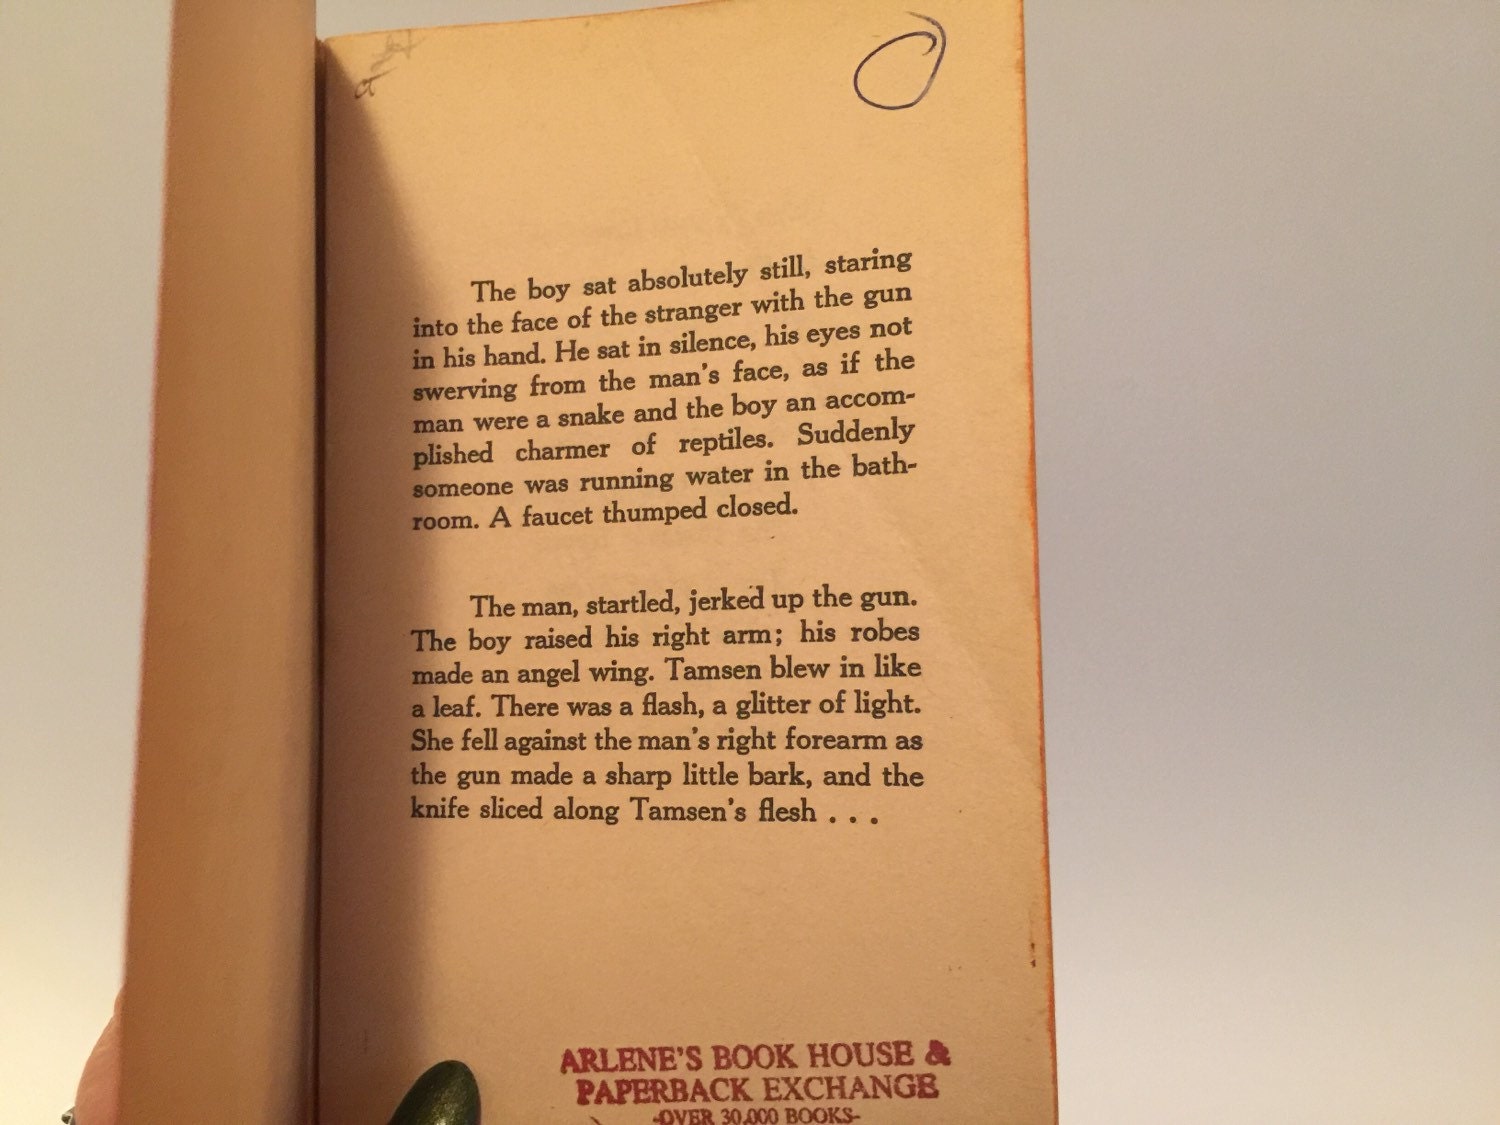 The boy sat absolutely still, staring
into the face of the stranger with the gun
in his hand. He sat in silence, his eyes not
swerving from the man's face, as if the
man were a snake and the boy an accom-
plished charmer of reptiles. Suddenly
someone was running water in the bath-
room. A faucet thumped closed.
The man, startled, jerked up the gun.
The boy raised his right arm; his robes
made an angel wing. Tamsen blew in like
a leaf. There was a flash, a glitter of light.
She fell against the man's right forearm as
the gun made a sharp little bark, and the
knife sliced along Tamsen's flesh . . .
ARLENE'S BOOK HOUSE &
PAPERBACK EXCHANGE
-OVER 30,000 BOOKS-